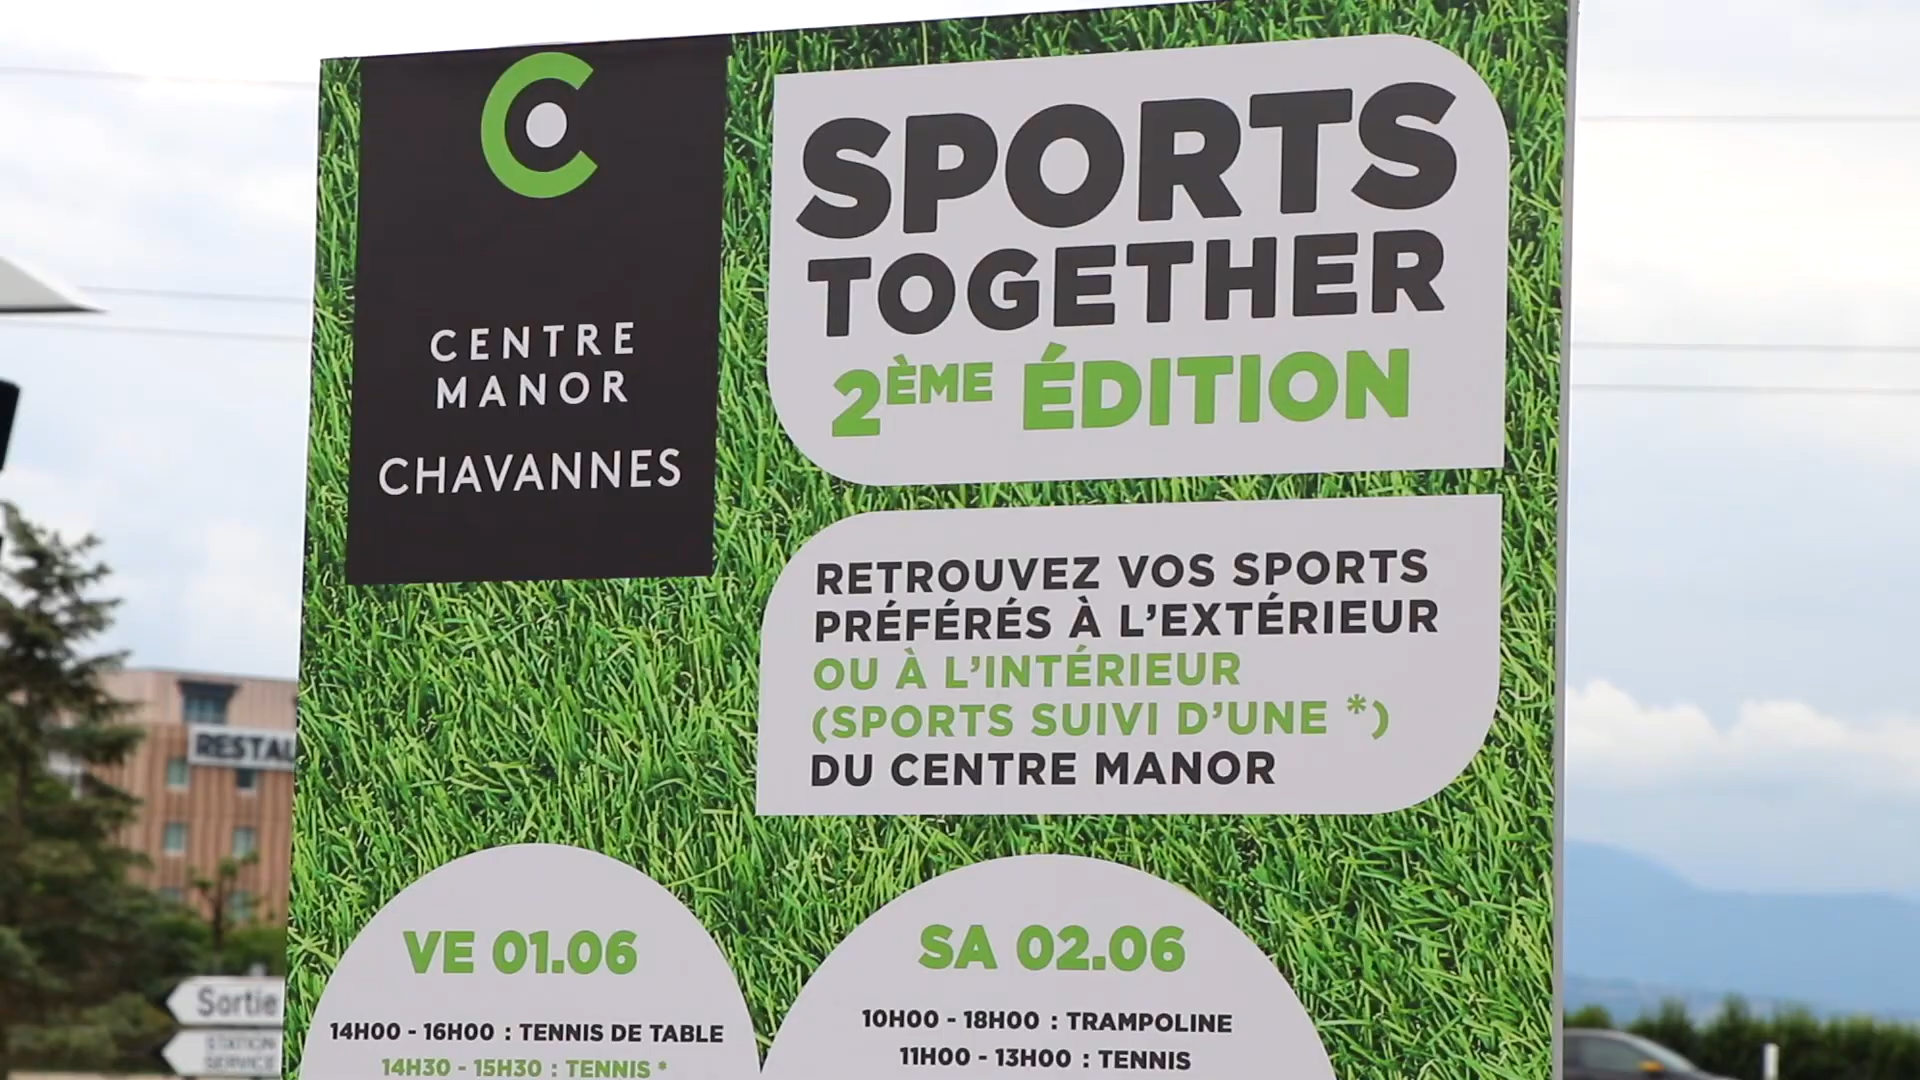 CENTRE
MANOR
CHAVANNES
SPORTS
TOGETHER
2ÈME ÉDITION
RETROUVEZ VOS SPORTS
PRÉFÉRÉS À L'EXTÉRIEUR
OU À L'INTÉRIEUR
(SPORTS SUIVI D'UNE *)
DU CENTRE MANOR
VE 01.06
14H00 - 16H00 : TENNIS DE TABLE
14H30 - 15H30 : TENNIS *
SA 02.06
10H00 - 18H00 : TRAMPOLINE
11H00 - 13H00 : TENNIS
RESTAU
Sortie
STATION
SERVICE